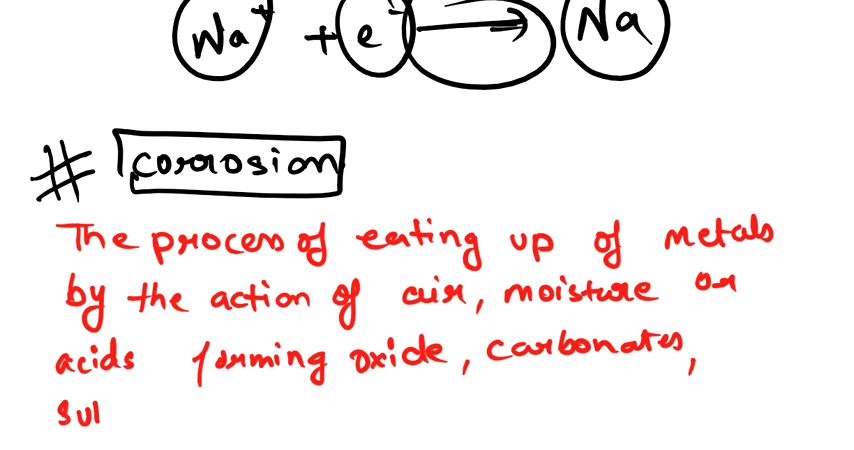 Na+ + e- → Na
# corrosion
The process of eating up of metals
by the action of air, moisture or
acids forming oxide, carbonates,
sul